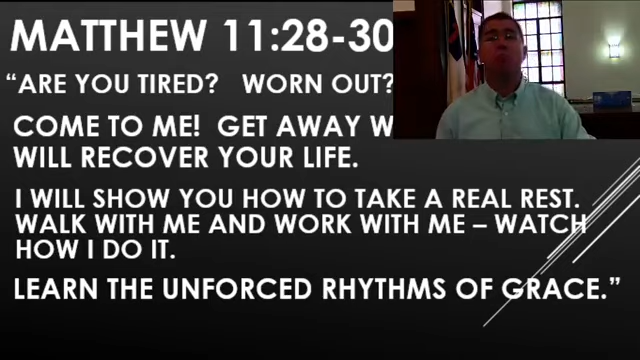 MATTHEW 11:28-30
“ARE YOU TIRED? WORN OUT?
COME TO ME! GET AWAY W
WILL RECOVER YOUR LIFE.
I WILL SHOW YOU HOW TO TAKE A REAL REST.
WALK WITH ME AND WORK WITH ME – WATCH
HOW I DO IT.
LEARN THE UNFORCED RHYTHMS OF GRACE.”